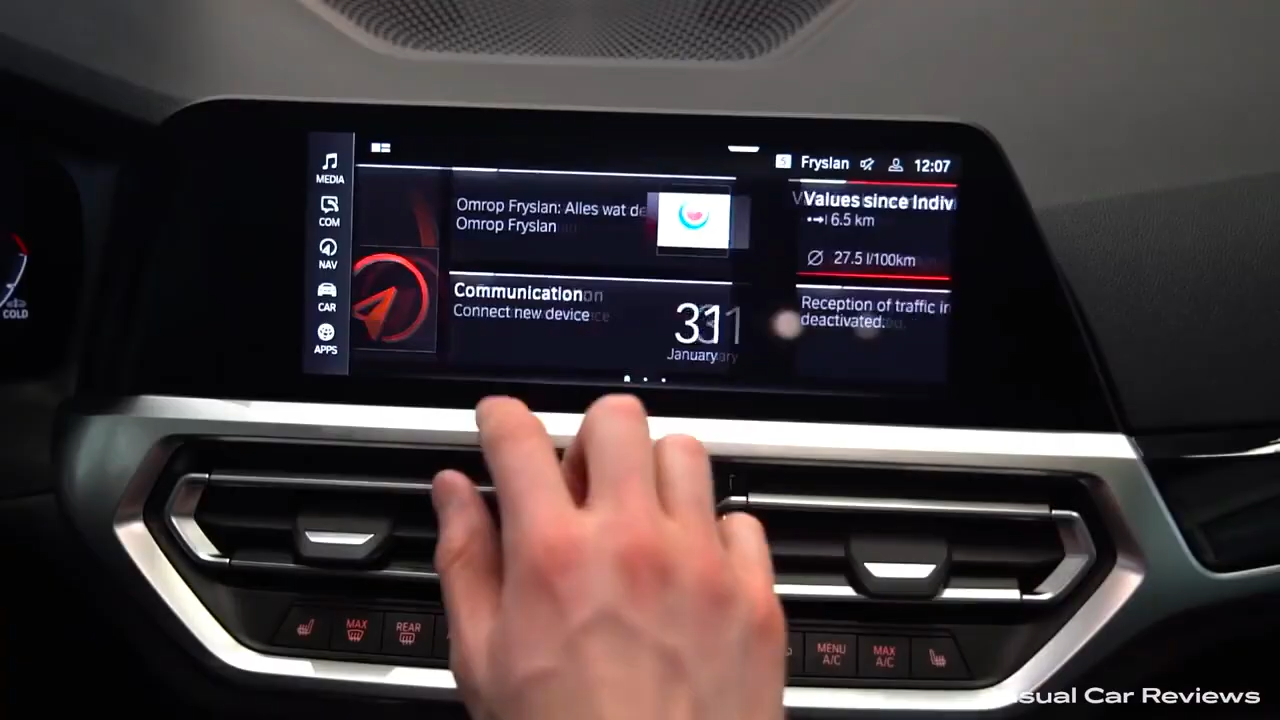 MEDIA
COM
NAV
CAR
APPS
Fryslan
12:07
Omrop Fryslan: Alles wat de
Omrop Fryslan
Communication
Connect new device
31
January
Values since Indiv
6.5 km
27.5 l/100km
Reception of traffic in
deactivated.
COLD
MAX
REAR
MENU
A/C
MAX
A/C
Car Reviews